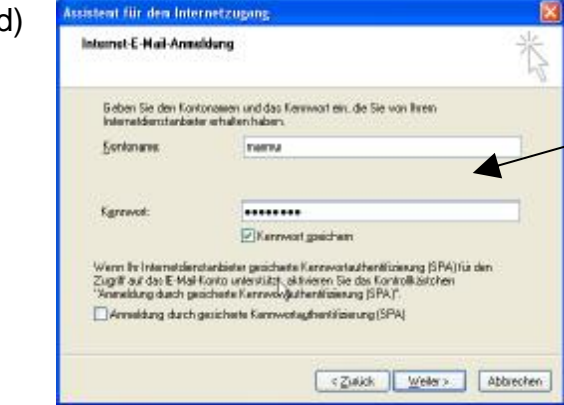 d)
Assistent für den Internetzugang
Internet-E-Mail-Anmeldung
Geben Sie den Kontonamen und das Kennwort ein, die Sie von Ihrem
Internetdienstanbieter erhalten haben.
Kontoname:
Kennwort: ••••••••
Kennwort speichern
Wenn Ihr Internetdienstanbieter gesicherte Kennwortauthentifizierung (SPA) für den
Zugriff auf das E-Mail-Konto unterstützt, aktivieren Sie das Kontrollkästchen
"Anmeldung durch gesicherte Kennwortauthentifizierung (SPA)".
Anmeldung durch gesicherte Kennwortauthentifizierung (SPA)
< Zurück Weiter > Abbrechen